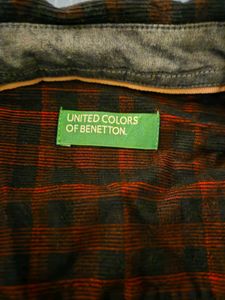 UNITED COLORS
OF BENETTON.